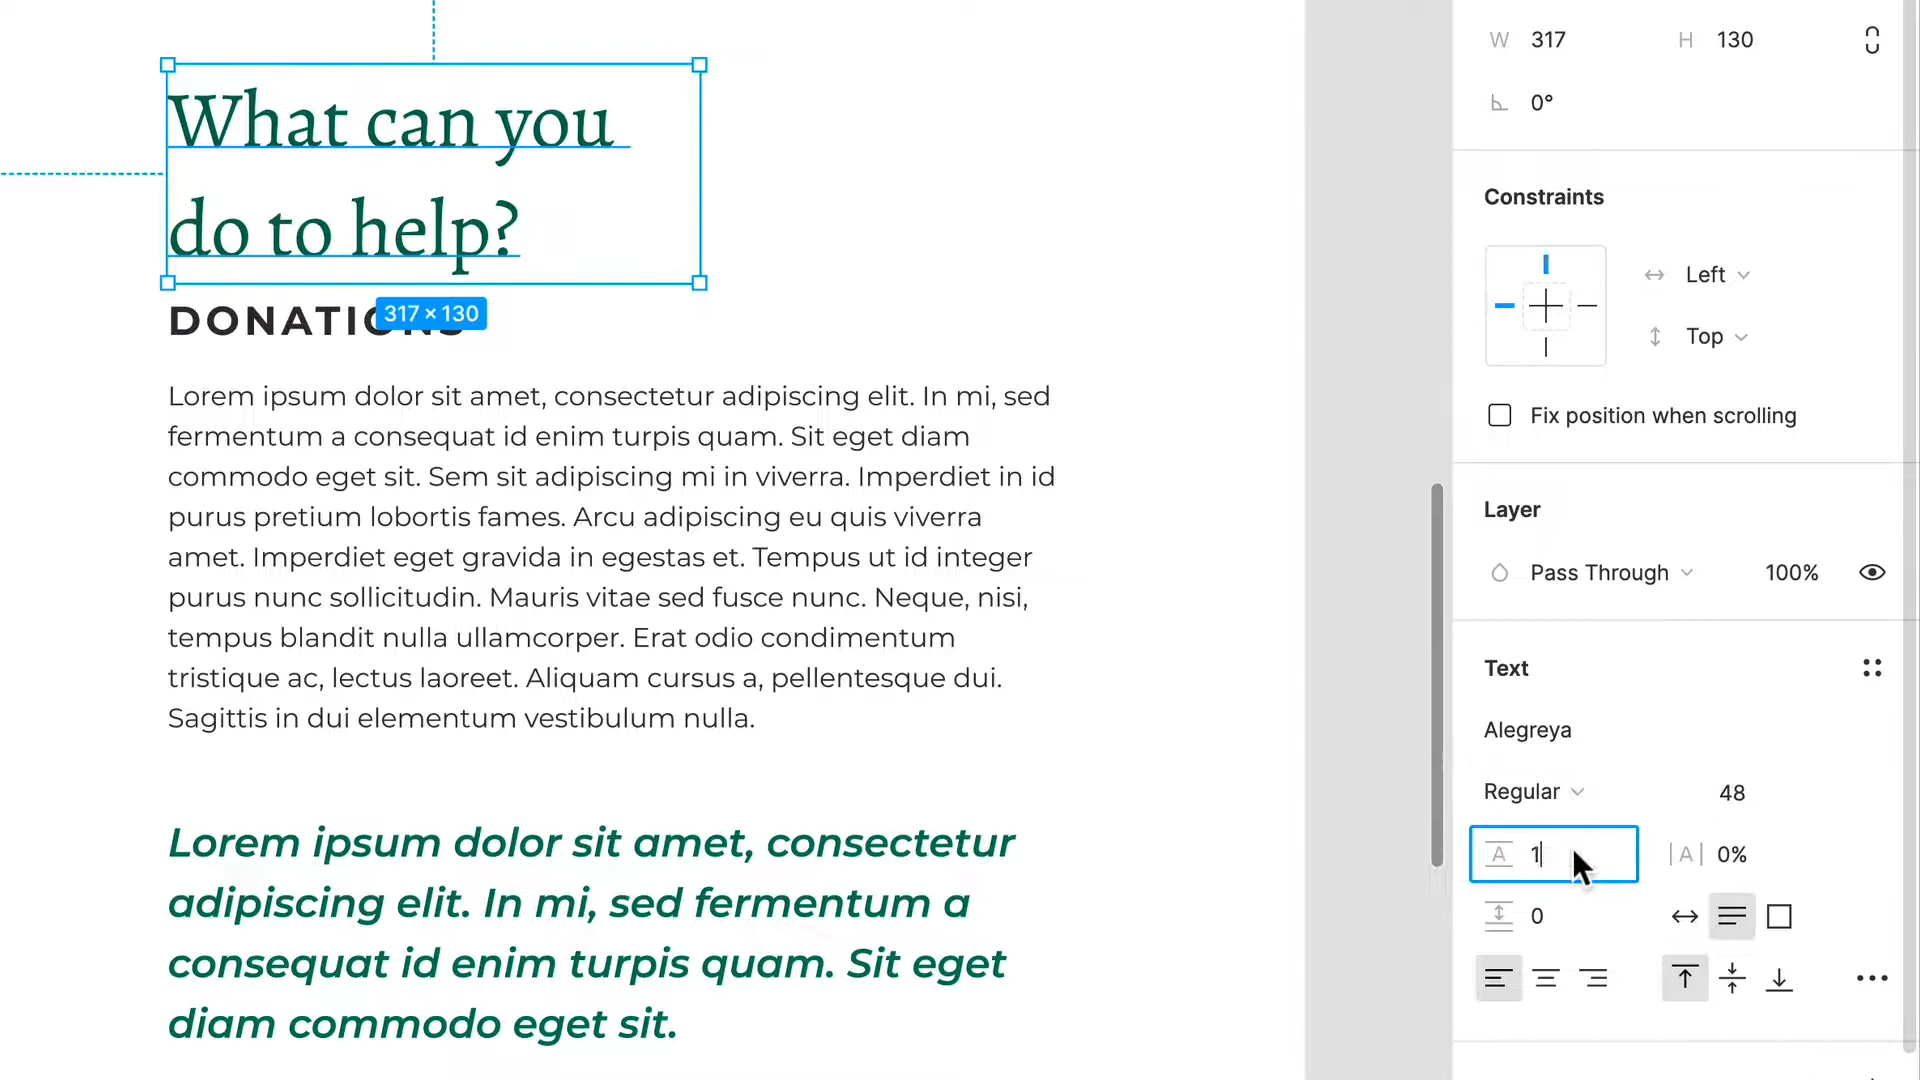 What can you
do to help?
317 × 130
Lorem ipsum dolor sit amet, consectetur adipiscing elit. In mi, sed
fermentum a consequat id enim turpis quam. Sit eget diam
commodo eget sit. Sem sit adipiscing mi in viverra. Imperdiet in id
purus pretium lobortis fames. Arcu adipiscing eu quis viverra
amet. Imperdiet eget gravida in egestas et. Tempus ut id integer
purus nunc sollicitudin. Mauris vitae sed fusce nunc. Neque, nisi,
tempus blandit nulla ullamcorper. Erat odio condimentum
tristique ac, lectus laoreet. Aliquam cursus a, pellentesque dui.
Sagittis in dui elementum vestibulum nulla.
Lorem ipsum dolor sit amet, consectetur
adipiscing elit. In mi, sed fermentum a
consequat id enim turpis quam. Sit eget
diam commodo eget sit.
W 317 H 130
0°
Constraints
Left
Top
Fix position when scrolling
Layer
Pass Through 100%
Text
Alegreya
Regular 48
A 1 |A| 0%
0